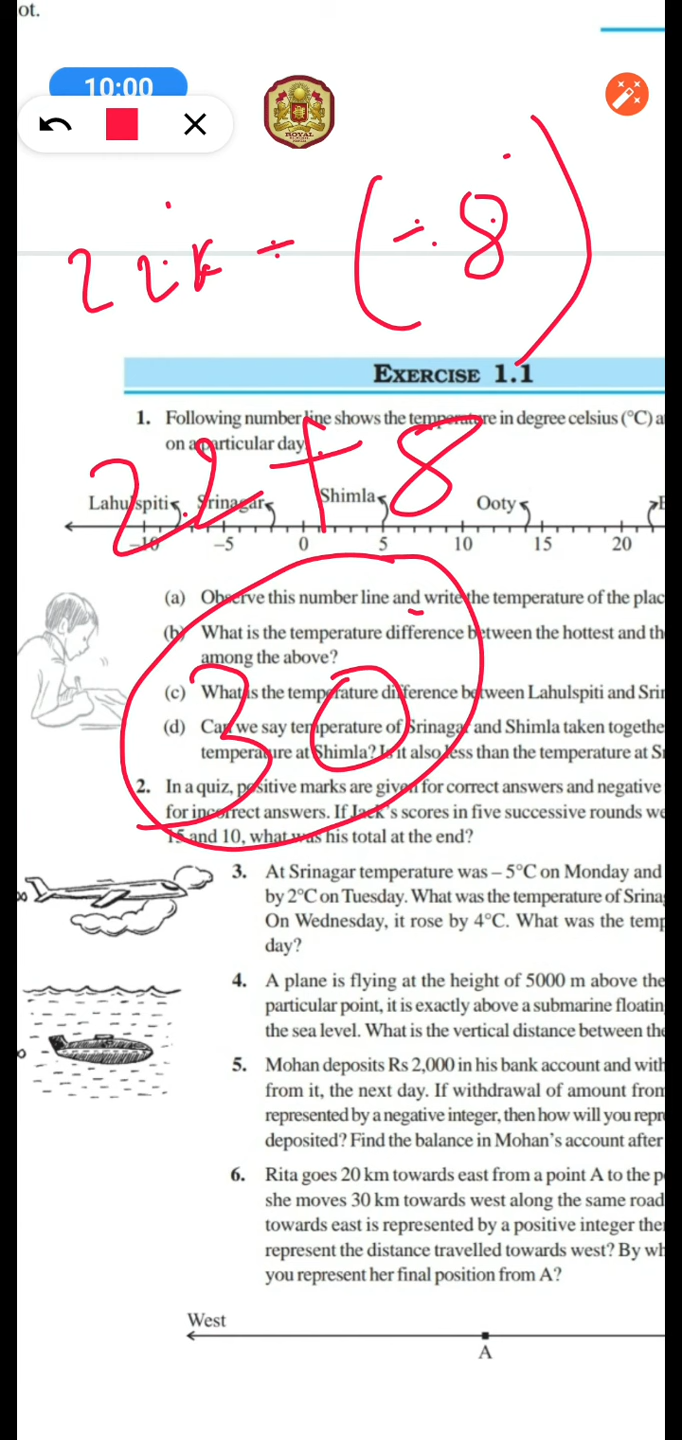 ot.
10:00
ROYAL
22
- (- 8)
EXERCISE 1.1
1. Following number line shows the temperature in degree celsius (°C) a
on a particular day.
22 + 8
Lahulspiti Srinagar Shimla Ooty
–10 –5 0 5 10 15 20
(a) Observe this number line and write the temperature of the plac
(b) What is the temperature difference between the hottest and th
among the above?
(c) What is the temperature difference between Lahulspiti and Sri
30
(d) Can we say temperature of Srinagar and Shimla taken togethe
temperature at Shimla? Is it also less than the temperature at S
2. In a quiz, positive marks are given for correct answers and negative
for incorrect answers. If Jack's scores in five successive rounds we
15 and 10, what was his total at the end?
3. At Srinagar temperature was – 5°C on Monday and
by 2°C on Tuesday. What was the temperature of Srina
On Wednesday, it rose by 4°C. What was the temp
day?
4. A plane is flying at the height of 5000 m above the
particular point, it is exactly above a submarine floatin
the sea level. What is the vertical distance between the
5. Mohan deposits Rs 2,000 in his bank account and with
from it, the next day. If withdrawal of amount from
represented by a negative integer, then how will you repr
deposited? Find the balance in Mohan's account after
6. Rita goes 20 km towards east from a point A to the p
she moves 30 km towards west along the same road
towards east is represented by a positive integer the
represent the distance travelled towards west? By wh
you represent her final position from A?
West
A